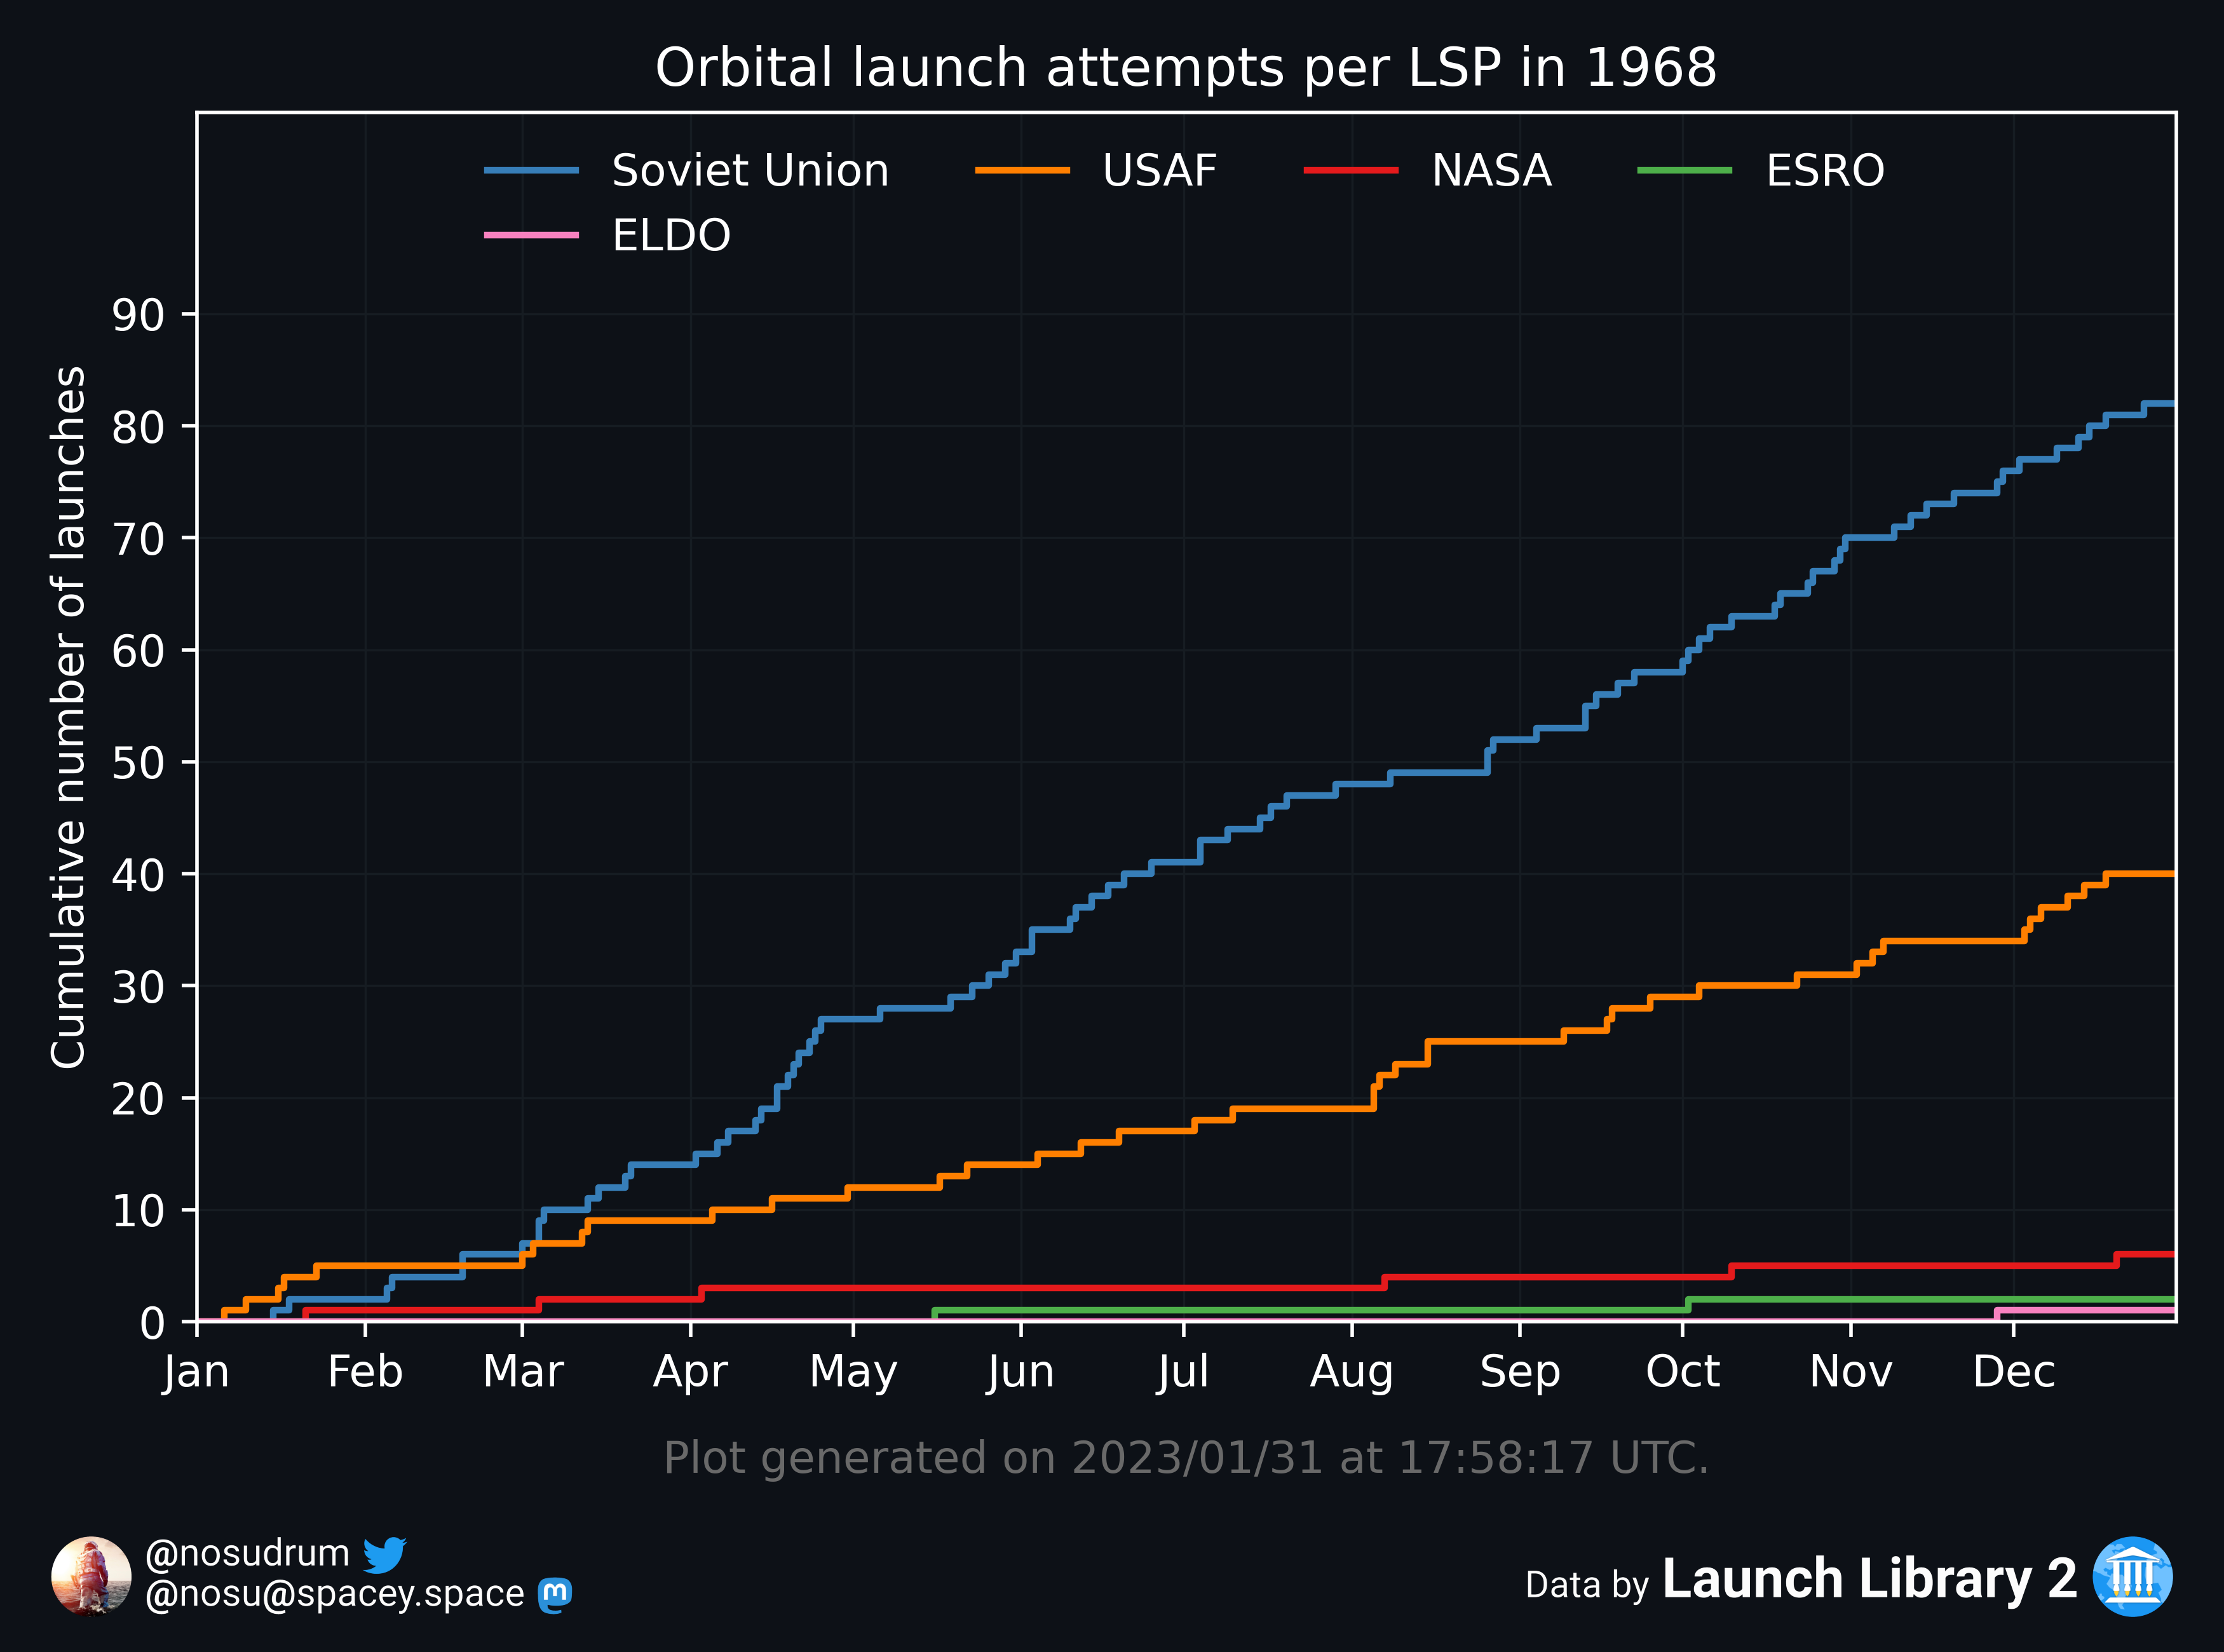 Orbital launch attempts per LSP in 1968
Soviet Union USAF NASA ESRO
ELDO
Cumulative number of launches
90
80
70
60
50
40
30
20
10
0
Jan Feb Mar Apr May Jun Jul Aug Sep Oct Nov Dec
Plot generated on 2023/01/31 at 17:58:17 UTC.
@nosudrum
@nosu@spacey.space
Data by Launch Library 2